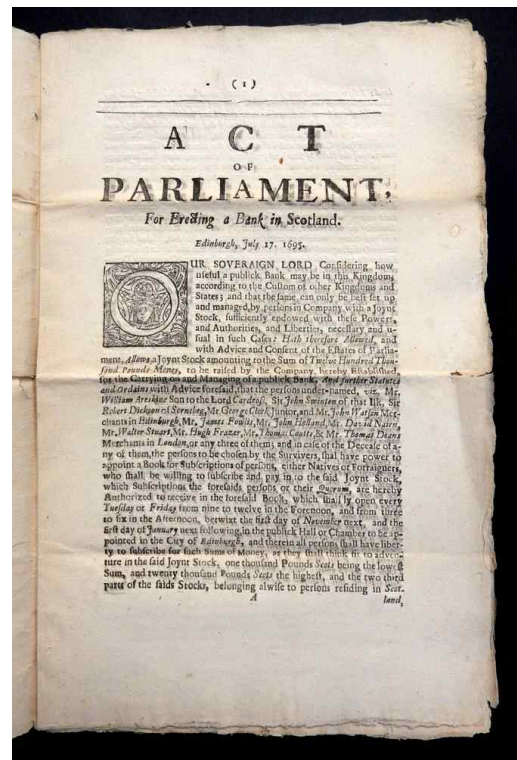 ( 1 )
ACT
OF
PARLIAMENT,
For Erecting a Bank in Scotland.
Edinburgh, July 17. 1695.
OUR SOVERAIGN LORD Considering how
useful a publick Bank may be in this Kingdom,
according to the Custom of other Kingdoms and
States; and that the same can only be best set up
and managed, by persons in Company with a Joynt
Stock, sufficiently endowed with these Powers,
and Authorities, and Liberties, necessary and u-
sual in such Cases: Hath therefore Allowed, and
with Advice and Consent of the Estates of Parlia-
ment, Allows a Joynt Stock amounting to the Sum of Twelve Hundred Thou-
sand Pounds Money, to be raised by the Company hereby Established,
for the Carrying on and Managing of a publick Bank. And further Statutes
and Ordains with Advice foresaid, that the persons under-named, viz. Mr.
William Areskine Son to the Lord Cardross, Sir John Swinton of that Ilk, Sir
Robert Dickson of Sorneбeg, Mr. George Clerk Junior, and Mr. John Watson Mer-
chants in Edinburgh, Mr. James Fowlis, Mr. John Holland, Mr. David Nairn,
Mr. Walter Stuart, Mr. Hugh Frazer, Mr. Thomas Coutts, & Mr. Thomas Deans
Merchants in London, or any three of them; and in case of the Decease of a-
ny of them, the persons to be chosen by the Survivers, shal have power to
appoint a Book for Subscriptions of persons, either Natives or Forraigners,
who shall be willing to subscribe and pay in to the said Joynt Stock,
which Subscriptions the foresaids persons, or their Quorum, are hereby
Authorized to receive in the foresaid Book, which shall ly open every
Tuesday or Friday from nine to twelve in the Forenoon, and from three
to six in the Afternoon, betwixt the first day of November next, and the
first day of January next following, in the publick Hall or Chamber to be ap-
pointed in the City of Edinburgh, and therein all persons shall have liber-
ty to subscribe for such Sums of Money, as they shall think fit to adven-
ture in the said Joynt Stock, one thousand Pounds Scots being the lowest
Sum, and twenty thousand Pounds Scots the highest, and the two third
parts of the saids Stocks, belonging alwise to persons residing in Scot-
A land,